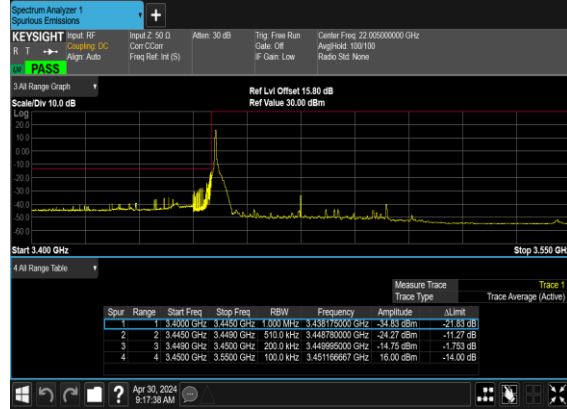 Spectrum Analyzer 1
Spurious Emissions
+
KEYSIGHT Input: RF Input Z: 50 Ω Atten: 30 dB Trig: Free Run Center Freq: 22.005000000 GHz
R T Coupling: DC Corr CCorr Gate: Off Avg|Hold: 100/100
Align: Auto Freq Ref: Int (S) IF Gain: Low Radio Std: None
PASS
3 All Range Graph
Ref Lvl Offset 15.80 dB
Scale/Div 10.0 dB Ref Value 30.00 dBm
Log
20.0
10.0
0.00
-10.0
-20.0
-30.0
-40.0
-50.0
-60.0
Start 3.400 GHz Stop 3.550 GHz
4 All Range Table
Measure Trace Trace 1
Trace Type Trace Average (Active)
Spur Range Start Freq Stop Freq RBW Frequency Amplitude ΔLimit
1 1 3.4000 GHz 3.4450 GHz 1.000 MHz 3.438175000 GHz -34.83 dBm -21.83 dB
2 2 3.4450 GHz 3.4490 GHz 510.0 kHz 3.448780000 GHz -24.27 dBm -11.27 dB
3 3 3.4490 GHz 3.4500 GHz 200.0 kHz 3.449995000 GHz -14.75 dBm -1.753 dB
4 4 3.4500 GHz 3.5500 GHz 100.0 kHz 3.451166667 GHz 16.00 dBm -14.00 dB
? Apr 30, 2024
9:17:38 AM